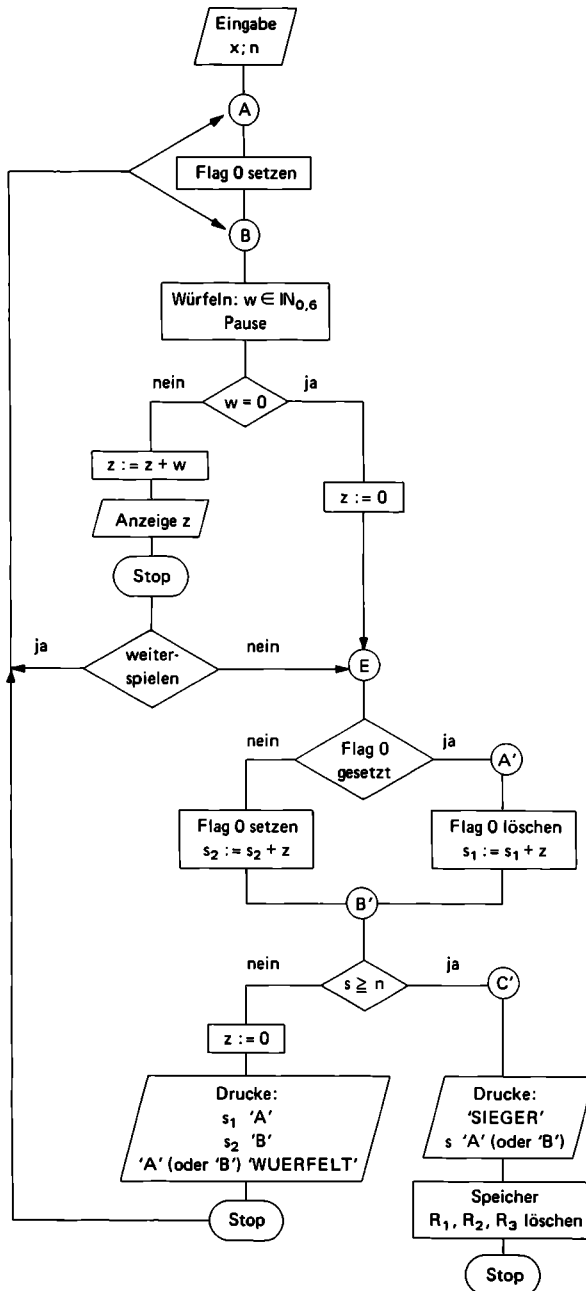 Eingabe
x; n
A
Flag 0 setzen
B
Würfeln: w ∈ ℕ₀,₆
Pause
nein
ja
w = 0
z := z + w
z := 0
Anzeige z
Stop
ja
weiter-
spielen
nein
E
nein
Flag 0
gesetzt
ja
A'
Flag 0 setzen
s₂ := s₂ + z
Flag 0 löschen
s₁ := s₁ + z
B'
nein
s ≧ n
ja
C'
z := 0
Drucke:
s₁ 'A'
s₂ 'B'
'A' (oder 'B') 'WUERFELT'
Stop
Drucke:
'SIEGER'
s 'A' (oder 'B')
Speicher
R₁, R₂, R₃ löschen
Stop